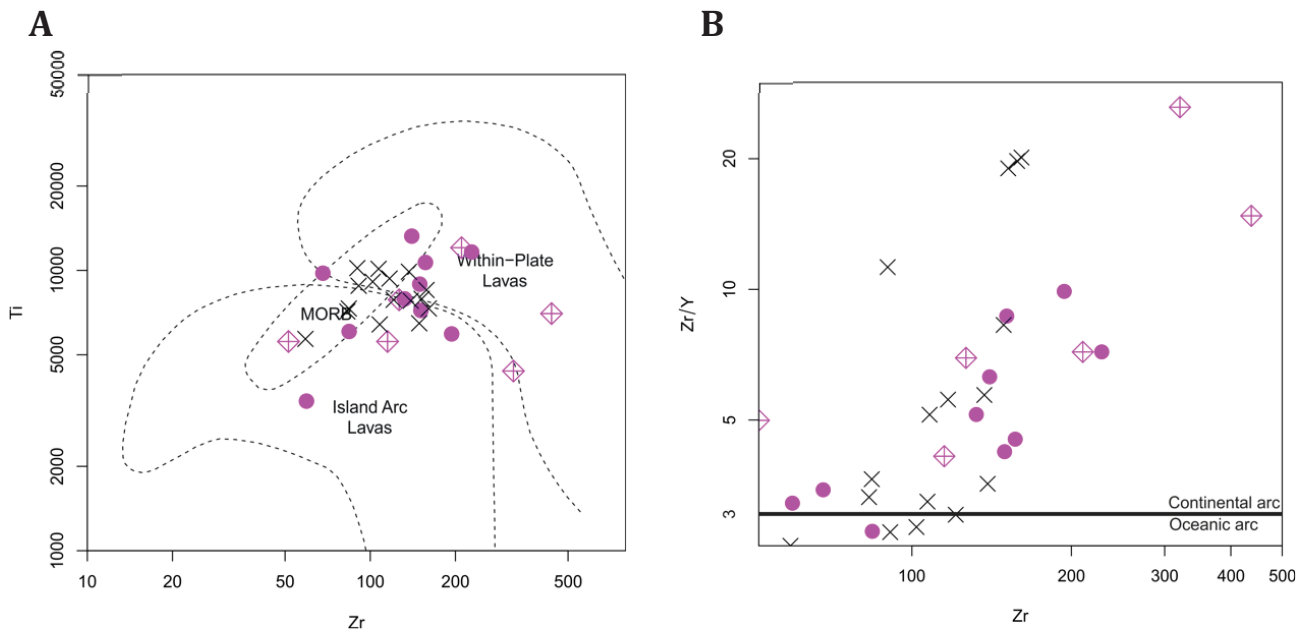 A
B
50000
20000
10000
5000
2000
1000
Ti
Within−Plate
Lavas
MORB
Island Arc
Lavas
10
20
50
100
200
500
Zr
20
10
5
3
Zr/Y
Continental arc
Oceanic arc
100
200
300
400
500
Zr